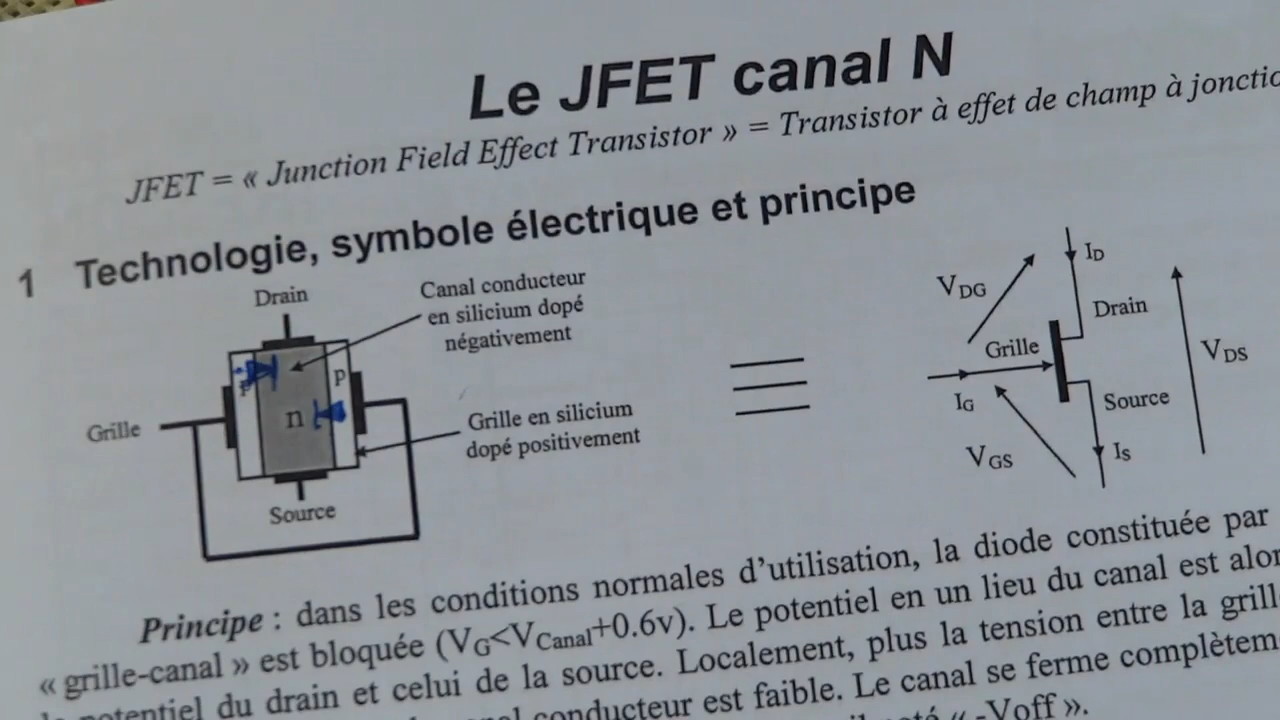 Le JFET canal N
JFET = « Junction Field Effect Transistor » = Transistor à effet de champ à
1 Technologie, symbole électrique et principe
Drain
Canal conducteur
en silicium dopé
négativement
p
p
n
Grille
Grille en silicium
dopé positivement
Source
VDG
ID
Drain
Grille
IG
VDS
Source
VGS
IS
Principe : dans les conditions normales d'utilisation, la diode constituée par
« grille-canal » est bloquée (VG<VCanal+0.6v). Le potentiel en un lieu du canal est
potentiel du drain et celui de la source. Localement, plus la tension entre la
conducteur est faible. Le canal se ferme
« -Voff ».